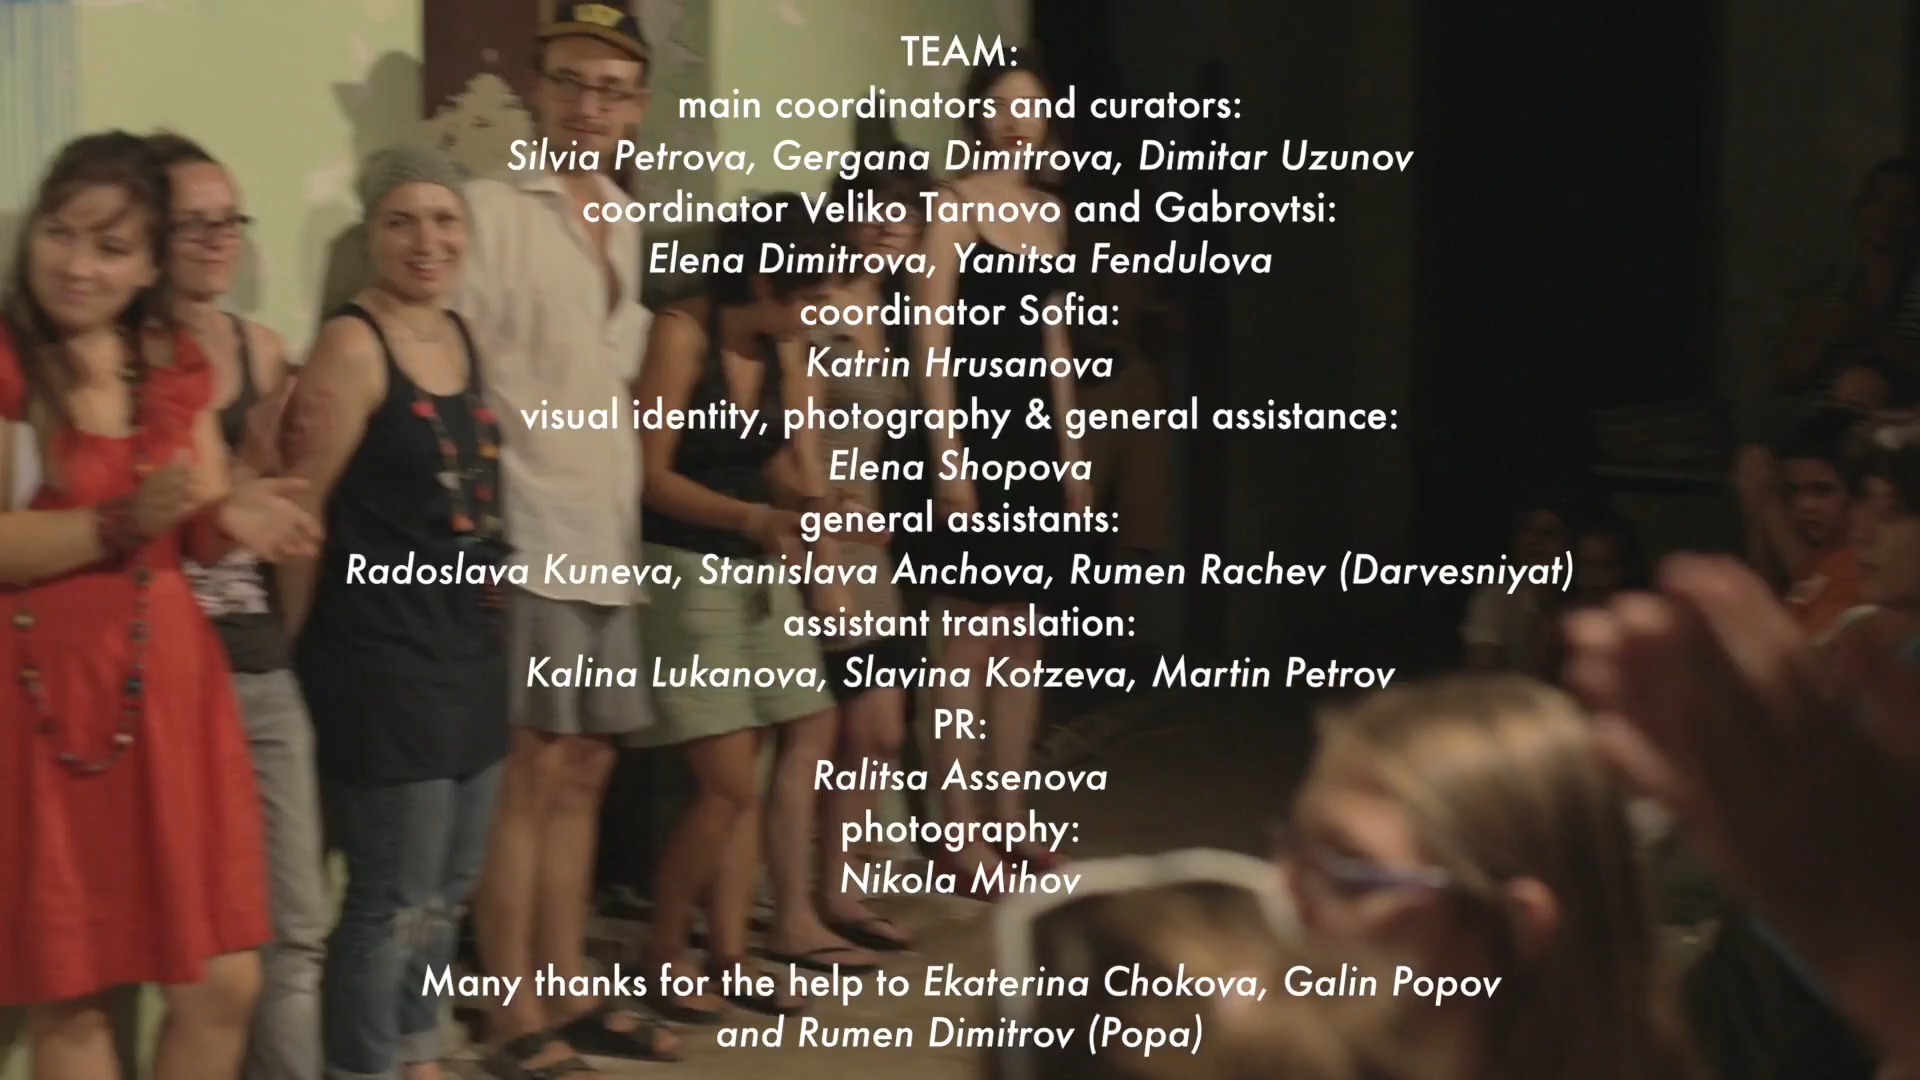 TEAM:
main coordinators and curators:
Silvia Petrova, Gergana Dimitrova, Dimitar Uzunov
coordinator Veliko Tarnovo and Gabrovtsi:
Elena Dimitrova, Yanitsa Fendulova
coordinator Sofia:
Katrin Hrusanova
visual identity, photography & general assistance:
Elena Shopova
general assistants:
Radoslava Kuneva, Stanislava Anchova, Rumen Rachev (Darvesniyat)
assistant translation:
Kalina Lukanova, Slavina Kotzeva, Martin Petrov
PR:
Ralitsa Assenova
photography:
Nikola Mihov
Many thanks for the help to Ekaterina Chokova, Galin Popov
and Rumen Dimitrov (Popa)